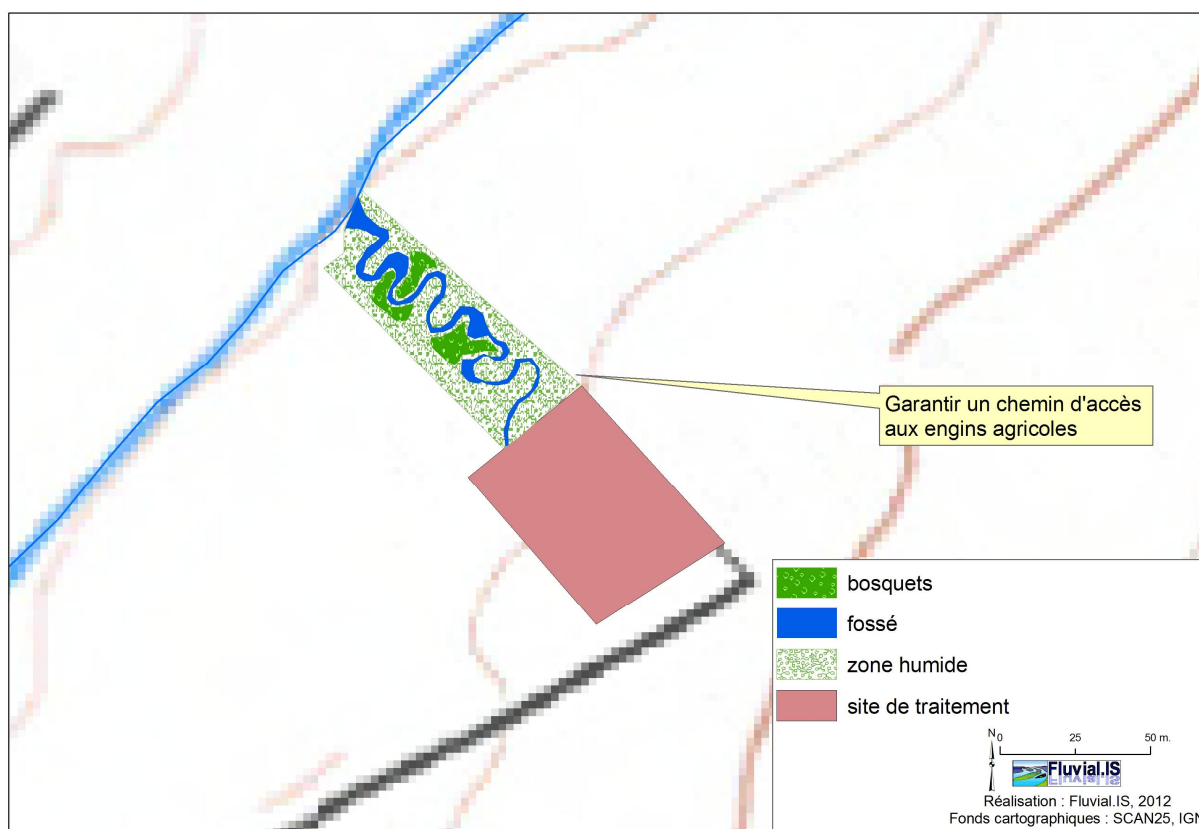 Garantir un chemin d'accès
aux engins agricoles
bosquets
fossé
zone humide
site de traitement
N
0 25 50 m.
Fluvial.IS
Réalisation : Fluvial.IS, 2012
Fonds cartographiques : SCAN25, IG